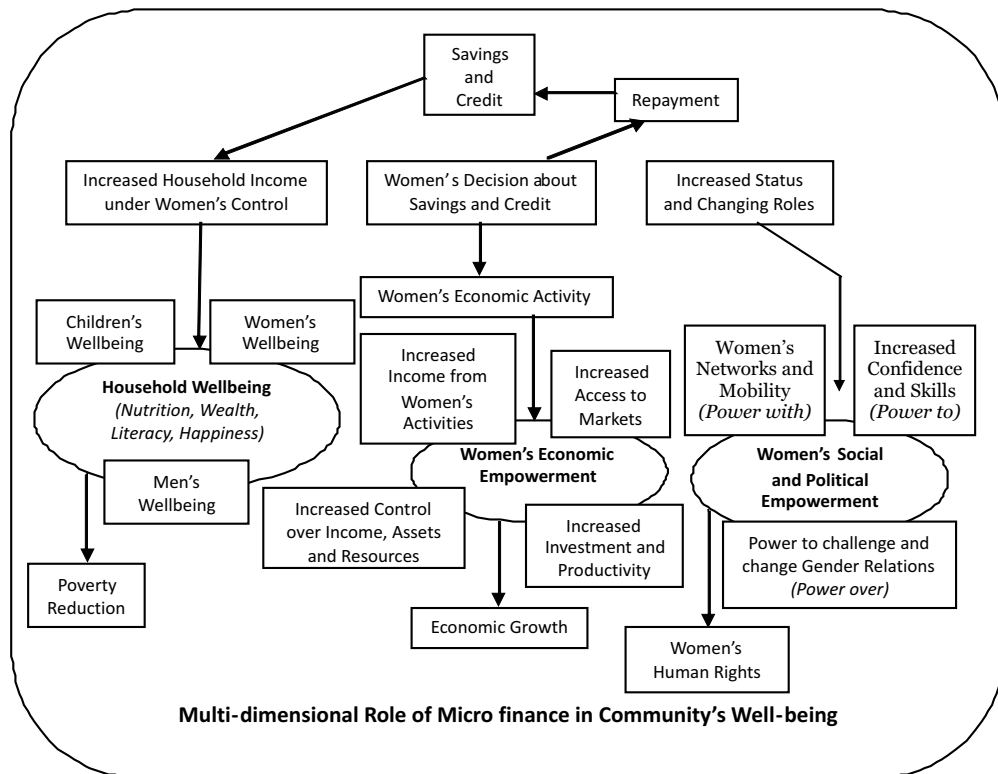 Savings
and
Credit
Repayment
Increased Household Income
under Women's Control
Women's Decision about
Savings and Credit
Increased Status
and Changing Roles
Women's Economic Activity
Children's
Wellbeing
Women's
Wellbeing
Household Wellbeing
(Nutrition, Wealth,
Literacy, Happiness)
Men's
Wellbeing
Poverty
Reduction
Increased
Income from
Women's
Activities
Increased
Access to
Markets
Women's Economic
Empowerment
Increased Control
over Income, Assets
and Resources
Increased
Investment and
Productivity
Economic Growth
Women's
Networks and
Mobility
(Power with)
Increased
Confidence
and Skills
(Power to)
Women's Social
and Political
Empowerment
Power to challenge and
change Gender Relations
(Power over)
Women's
Human Rights
Multi-dimensional Role of Micro finance in Community's Well-being